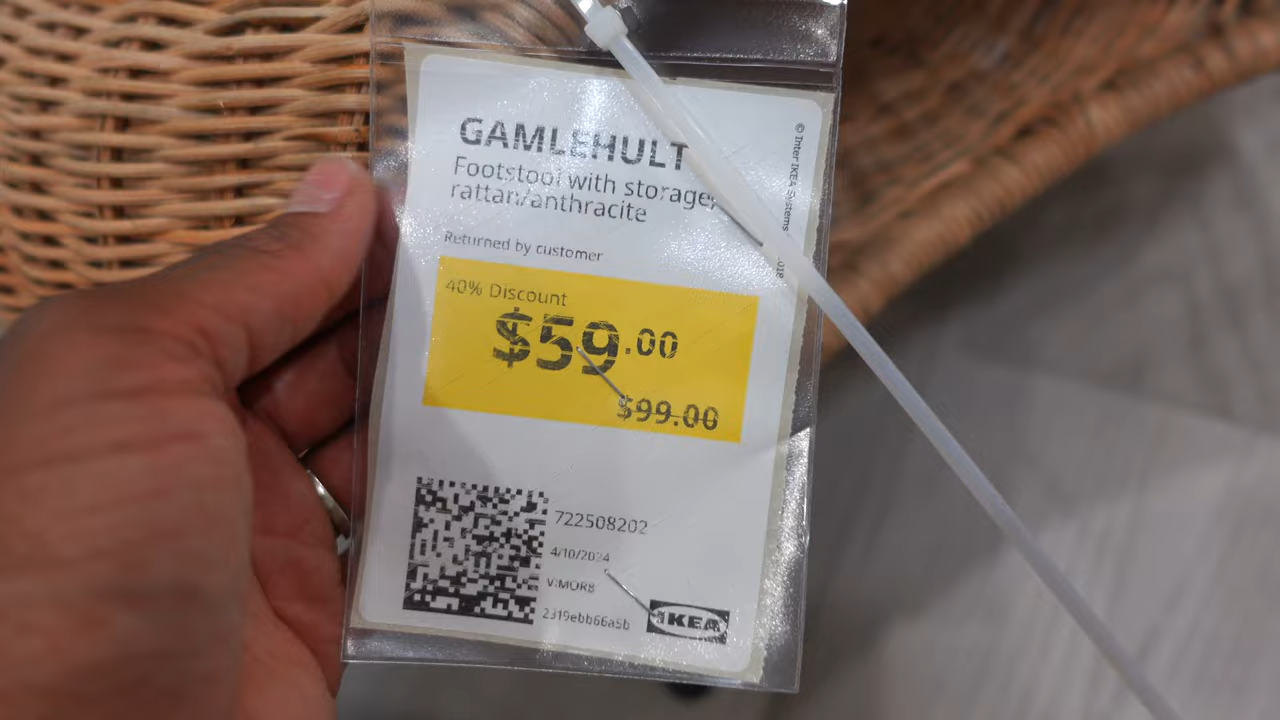 GAMLEHULT
Footstool with storage,
rattan/anthracite
Returned by customer
40% Discount
$59.00
$99.00
722508202
4/10/2024
V:MOR8
2319ebb66a5b
IKEA
© Inter IKEA Systems